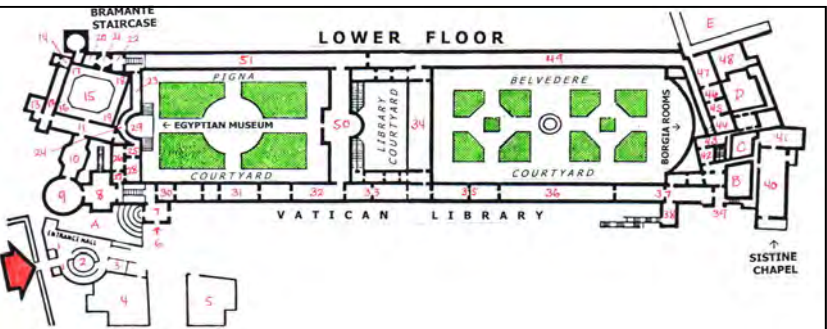 BRAMANTE
STAIRCASE
LOWER FLOOR
E
14
20 21 22
17
18
51
49
47
48
23
PIGNA
BELVEDERE
15
13
16
19
46
D
45
11
29
← EGYPTIAN MUSEUM
50
LIBRARY
COURTYARD
34
BORGIA ROOMS →
44
24
10
26
25
43
42
C
41
28
COURTYARD
COURTYARD
9
8
30
31
32
33
35
36
37
B
40
7
VATICAN LIBRARY
38
39
A
6
ENTRANCE HALL
1
2
3
SISTINE
CHAPEL
4
5